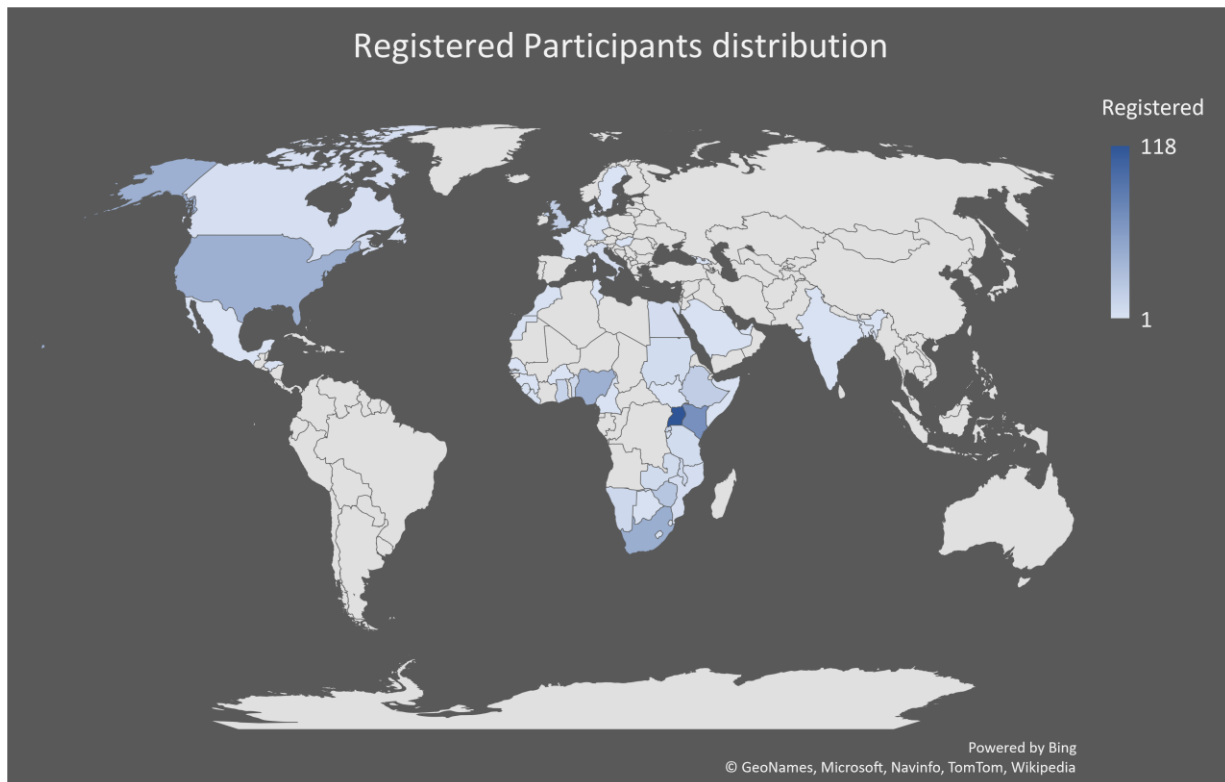 Registered Participants distribution
Registered
118
1
Powered by Bing
© GeoNames, Microsoft, Navinfo, TomTom, Wikipedia